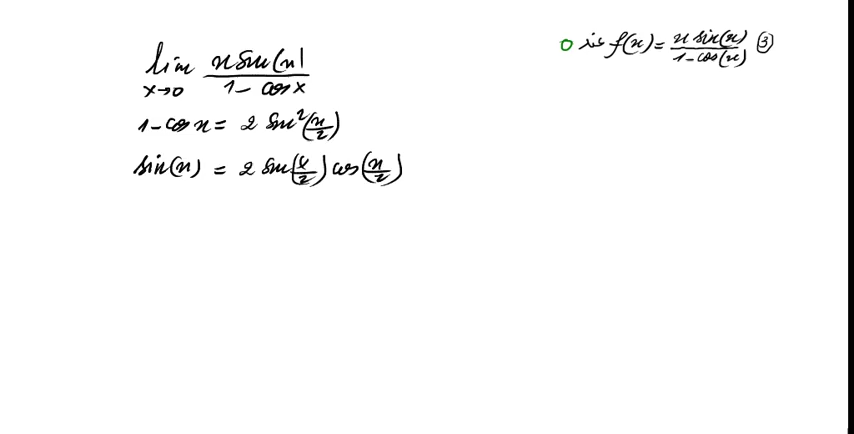 0 عند f(x) = x sin(x) / 1 - cos(x) ③
lim x→0 x sin(x) / 1 - cos x
1 - cos x = 2 sin²(x/2)
sin(x) = 2 sin(x/2) cos(x/2)